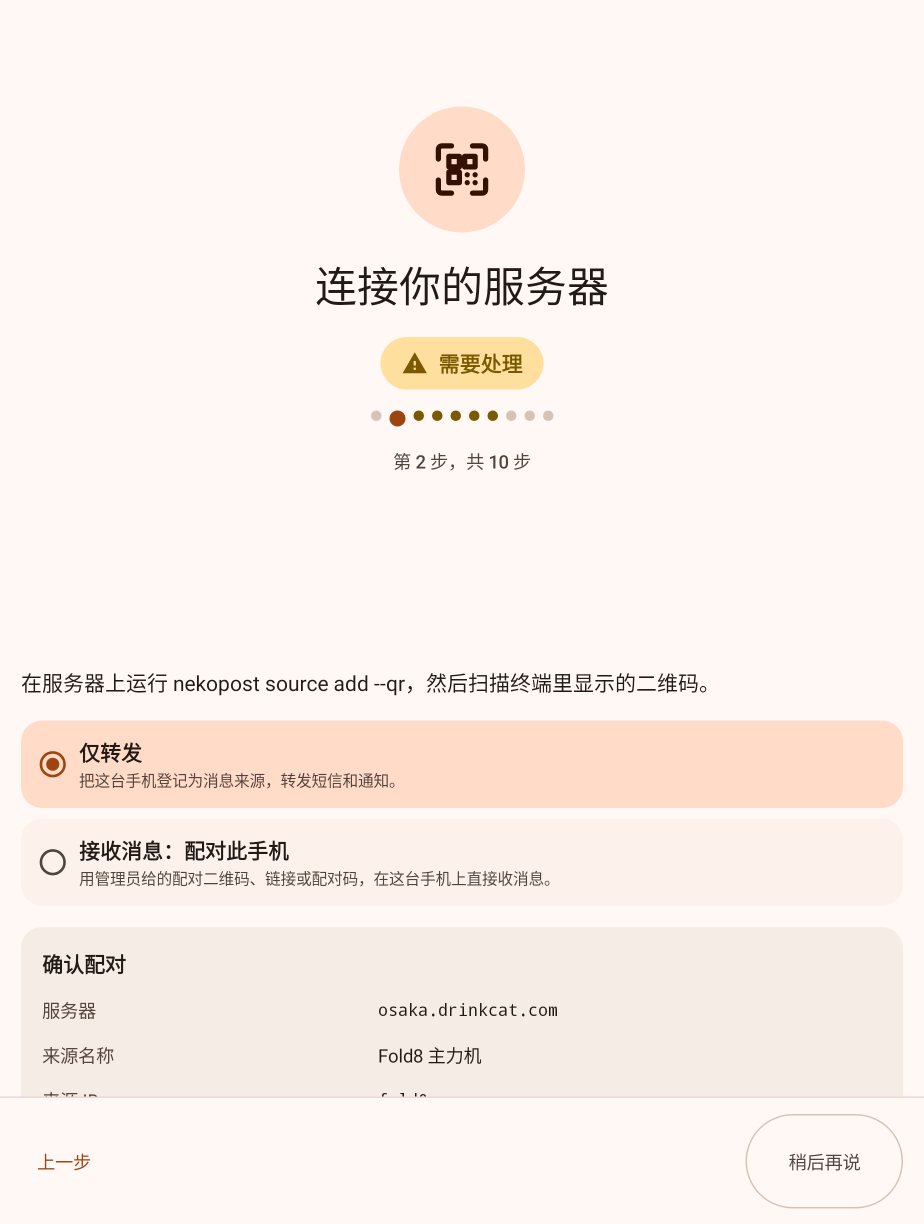 连接你的服务器
需要处理
第 2 步，共 10 步
在服务器上运行 nekopost source add --qr，然后扫描终端里显示的二维码。
仅转发
把这台手机登记为消息来源，转发短信和通知。
接收消息：配对此手机
用管理员给的配对二维码、链接或配对码，在这台手机上直接收消息。
确认配对
服务器 osaka.drinkcat.com
来源名称 Fold8 主力机
上一步 稍后再说